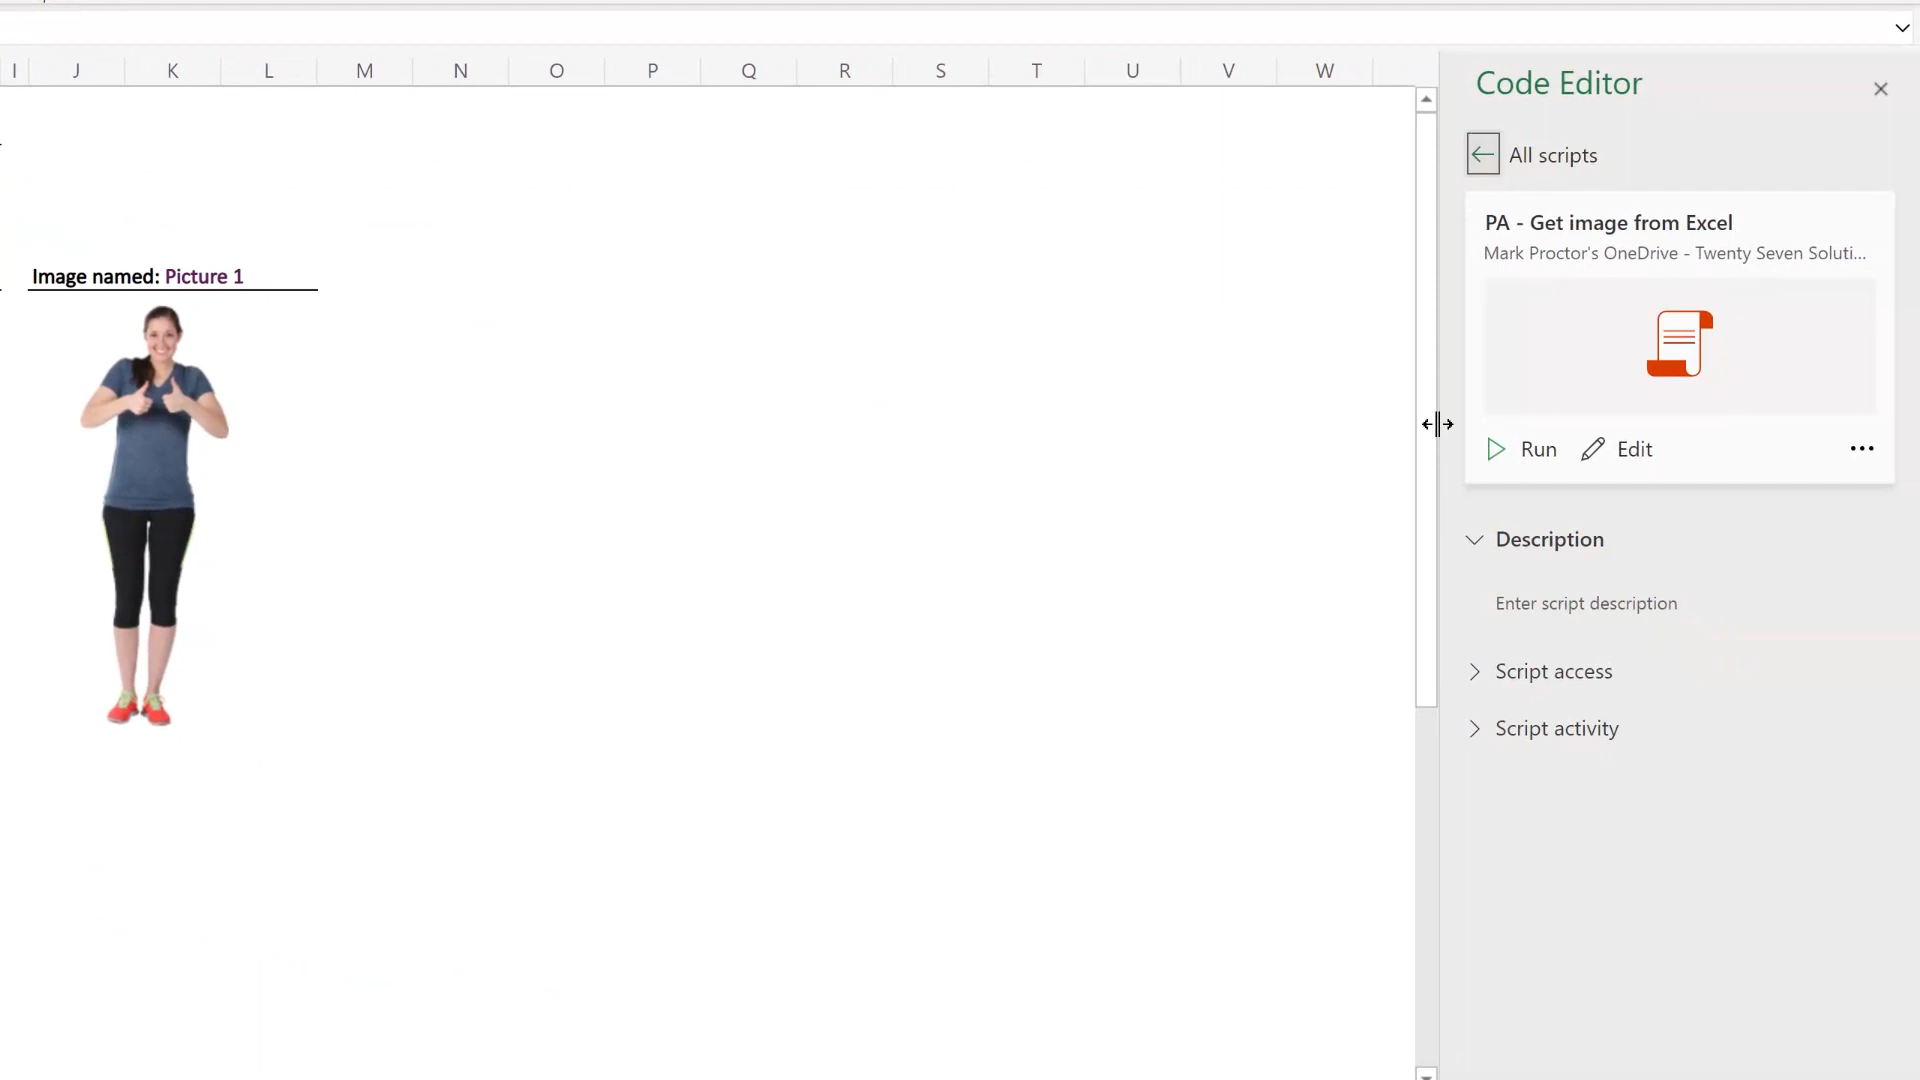 I J K L M N O P Q R S T U V W
Image named: Picture 1
Code Editor
All scripts
PA - Get image from Excel
Mark Proctor's OneDrive - Twenty Seven Soluti...
Run Edit
Description
Enter script description
Script access
Script activity